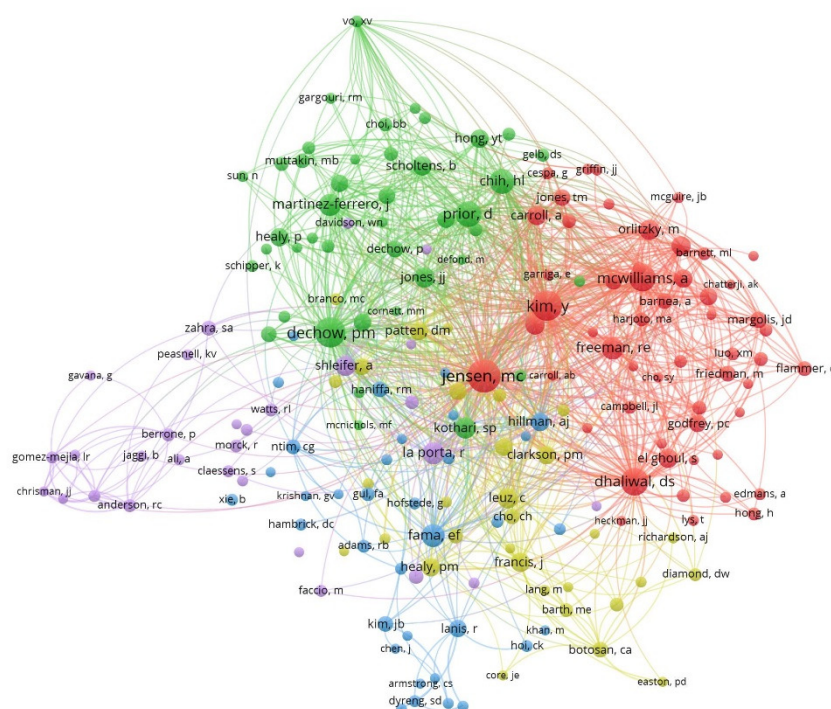 vo, xv
gargouri, rm
choi, bb
hong, yt
muttakin, mb
scholtens, b
gelb, ds
sun, n
chih, hl
cespa, g
griffin, jj
martinez-ferrero, j
jones, tm
mcguire, jb
davidson, wn
prior, d
carroll, a
orlitzky, m
healy, p
dechow, p
defond, m
barnett, ml
schipper, k
jones, jj
garriga, e
mcwilliams, a
chatterji, ak
branco, mc
cornett, mm
kim, y
barnea, a
zahra, sa
dechow, pm
patten, dm
harjoto, ma
margolis, jd
peasnell, kv
shleifer, a
freeman, re
luo, xm
gavana, g
jensen, mc
carroll, ab
cho, sy
friedman, m
flammer,
haniffa, rm
watts, rl
campbell, jl
mcnichols, mf
kothari, sp
hillman, aj
godfrey, pc
berrone, p
morck, r
ntim, cg
gomez-mejia, lr
jaggi, b
ali, a
la porta, r
clarkson, pm
el ghoul, s
claessens, s
chrisman, jj
anderson, rc
xie, b
krishnan, gv
gul, fa
hofstede, g
leuz, c
dhaliwal, ds
edmans, a
hambrick, dc
cho, ch
heckman, jj
lys, t
hong, h
adams, rb
fama, ef
richardson, aj
healy, pm
francis, j
diamond, dw
faccio, m
lang, m
barth, me
kim, jb
lanis, r
khan, m
chen, j
hoi, ck
botosan, ca
armstrong, cs
core, je
easton, pd
dyreng, sd